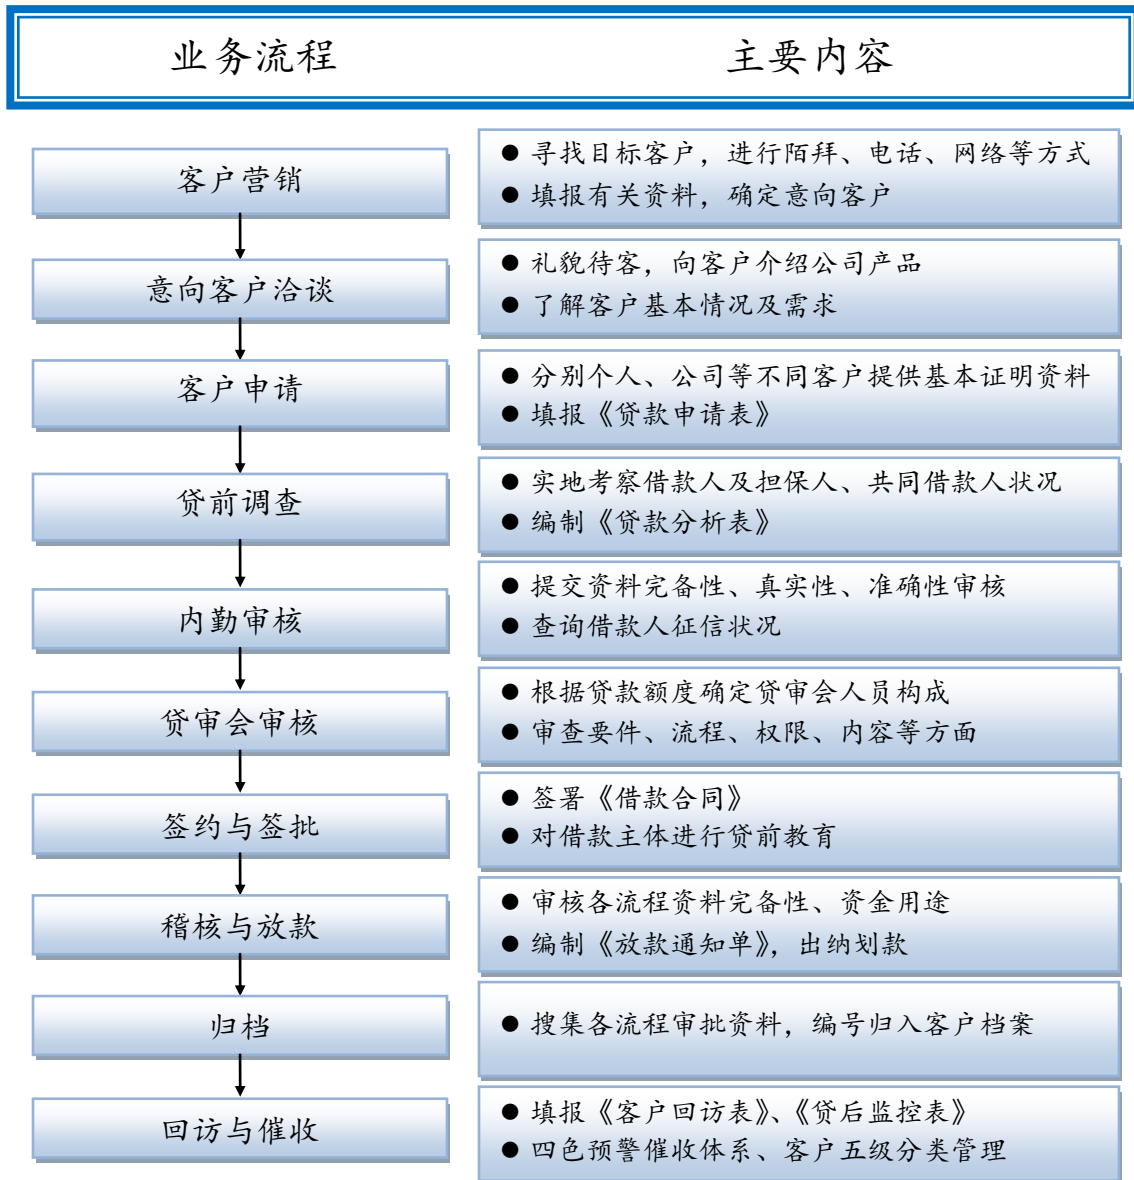 业务流程 主要内容
客户营销
● 寻找目标客户，进行陌拜、电话、网络等方式
● 填报有关资料，确定意向客户
意向客户洽谈
● 礼貌待客，向客户介绍公司产品
● 了解客户基本情况及需求
客户申请
● 分别个人、公司等不同客户提供基本证明资料
● 填报《贷款申请表》
贷前调查
● 实地考察借款人及担保人、共同借款人状况
● 编制《贷款分析表》
内勤审核
● 提交资料完备性、真实性、准确性审核
● 查询借款人征信状况
贷审会审核
● 根据贷款额度确定贷审会人员构成
● 审查要件、流程、权限、内容等方面
签约与签批
● 签署《借款合同》
● 对借款主体进行贷前教育
稽核与放款
● 审核各流程资料完备性、资金用途
● 编制《放款通知单》，出纳划款
归档
● 搜集各流程审批资料，编号归入客户档案
回访与催收
● 填报《客户回访表》、《贷后监控表》
● 四色预警催收体系、客户五级分类管理